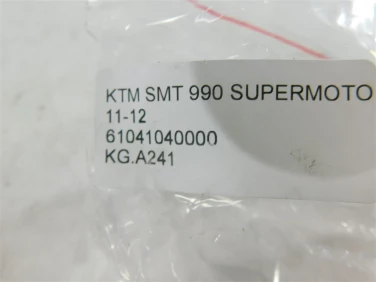 KTM SMT 990 SUPERMOTO
11-12
61041040000
KG.A241